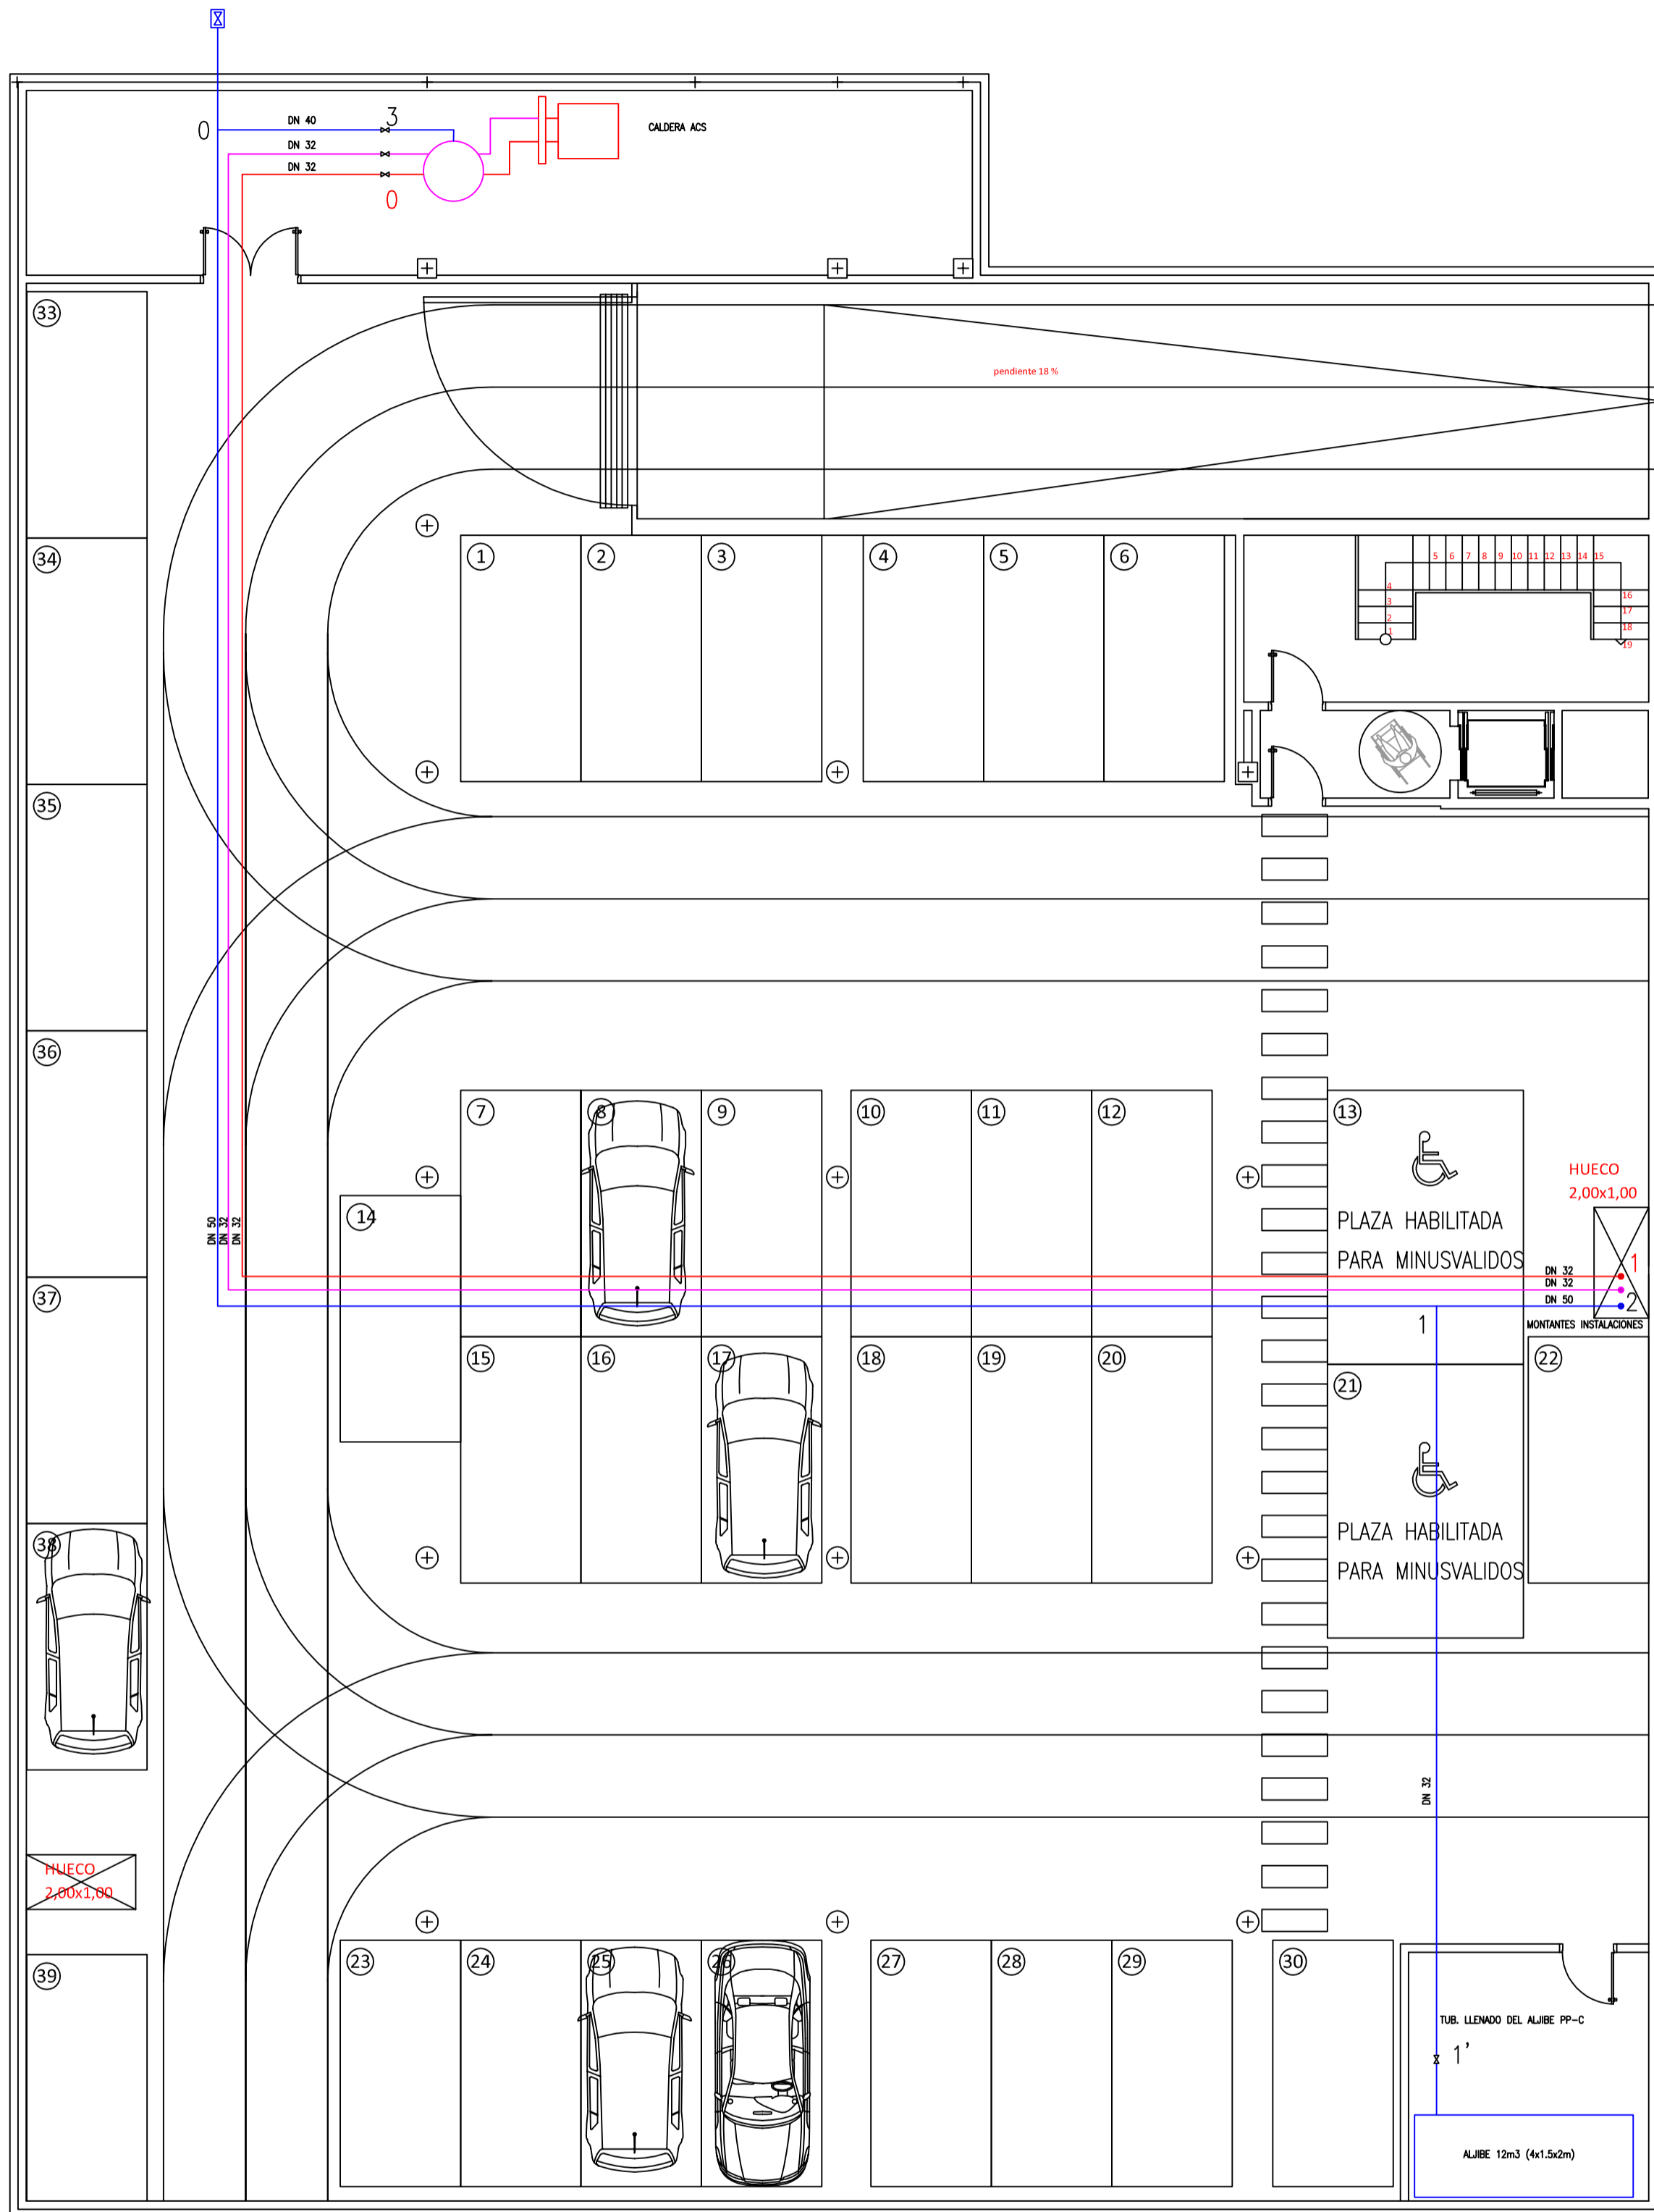 DN 40
3
0
CALDERA ACS
DN 32
DN 32
0
33
pendiente 18 %
34
1
2
3
4
5
6
5
6
7
8
9
10
11
12
13
14
15
4
3
2
1
16
17
18
19
35
36
7
8
9
10
11
12
13
HUECO
2,00x1,00
14
PLAZA HABILITADA
PARA MINUSVALIDOS
DN 50
DN 32
DN 32
DN 32
DN 32
DN 50
1
2
1
MONTANTES INSTALACIONES
37
15
16
17
18
19
20
21
22
PLAZA HABILITADA
PARA MINUSVALIDOS
38
DN 32
HUECO
2,00x1,00
39
23
24
25
26
27
28
29
30
TUB. LLENADO DEL ALJIBE PP-C
1'
ALJIBE 12m3 (4x1.5x2m)